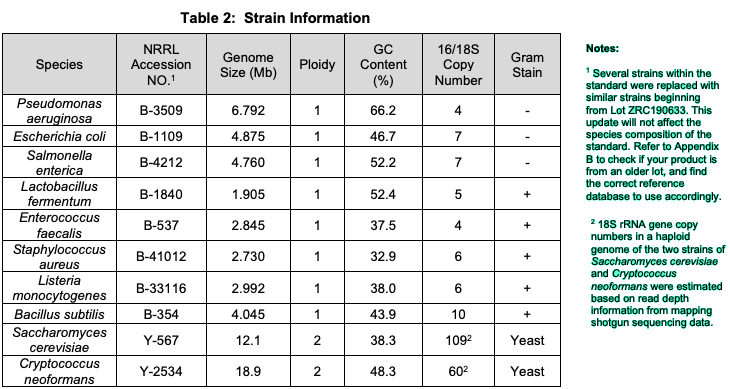 Table 2: Strain Information
Species
NRRL
Accession
NO.¹
Genome
Size (Mb)
Ploidy
GC
Content
(%)
16/18S
Copy
Number
Gram
Stain
Pseudomonas
aeruginosa
B-3509
6.792
1
66.2
4
-
Escherichia coli
B-1109
4.875
1
46.7
7
-
Salmonella
enterica
B-4212
4.760
1
52.2
7
-
Lactobacillus
fermentum
B-1840
1.905
1
52.4
5
+
Enterococcus
faecalis
B-537
2.845
1
37.5
4
+
Staphylococcus
aureus
B-41012
2.730
1
32.9
6
+
Listeria
monocytogenes
B-33116
2.992
1
38.0
6
+
Bacillus subtilis
B-354
4.045
1
43.9
10
+
Saccharomyces
cerevisiae
Y-567
12.1
2
38.3
109²
Yeast
Cryptococcus
neoformans
Y-2534
18.9
2
48.3
60²
Yeast
Notes:
¹ Several strains within the
standard were replaced with
similar strains beginning
from Lot ZRC190633. This
update will not affect the
species composition of the
standard. Refer to Appendix
B to check if your product is
from an older lot, and find
the correct reference
database to use accordingly.
² 18S rRNA gene copy
numbers in a haploid
genome of the two strains of
Saccharomyces cerevisiae
and Cryptococcus
neoformans were estimated
based on read depth
information from mapping
shotgun sequencing data.